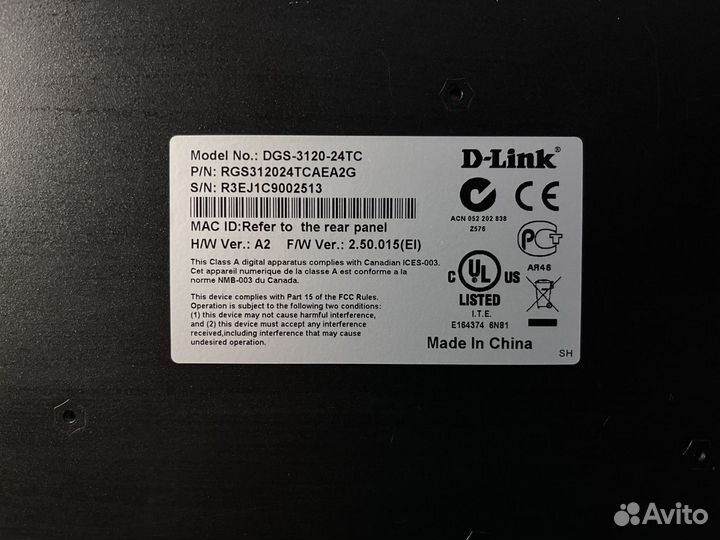 Model No.: DGS-3120-24TC
P/N: RGS312024TCAEA2G
S/N: R3EJ1C9002513
MAC ID:Refer to the rear panel
H/W Ver.: A2 F/W Ver.: 2.50.015(EI)
This Class A digital apparatus complies with Canadian ICES-003.
Cet appareil numerique de la classe A est conforme a la
norme NMB-003 du Canada.
This device complies with Part 15 of the FCC Rules.
Operation is subject to the following two conditions:
(1) this device may not cause harmful interference,
and (2) this device must accept any interference
received,including interference that may cause
undesired operation.
D-Link®
ACN 052 202 838
Z576
РСТ
АЯ46
C UL® US
LISTED
I.T.E.
E164374 6N81
Made In China
SH
Avito